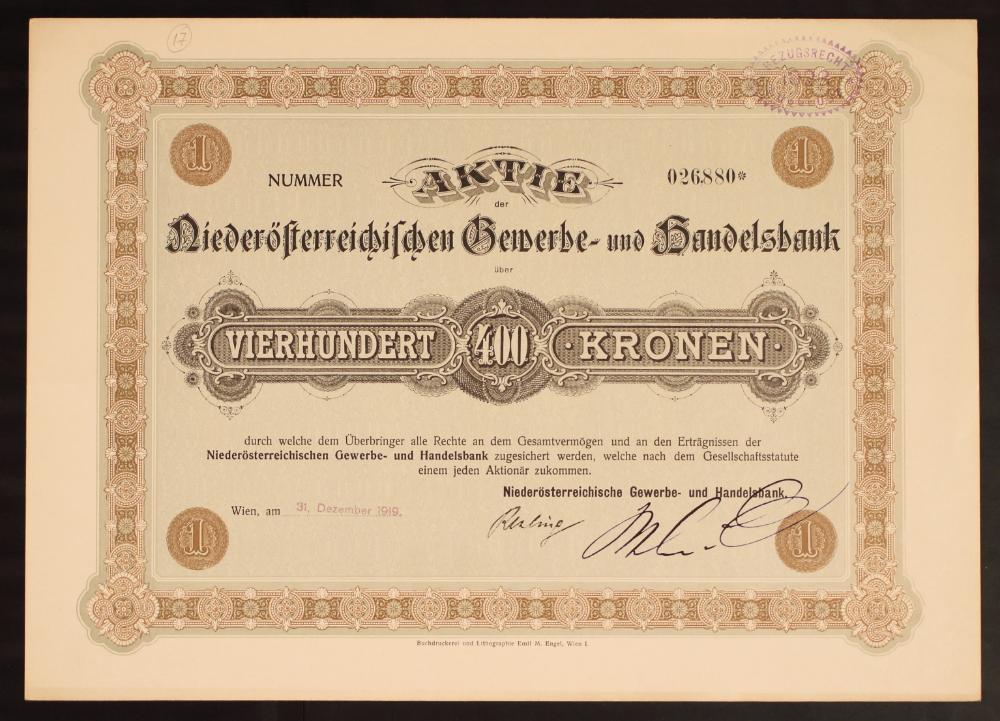 17
BEZUGSRECHT
1
1
NUMMER
AKTIE
026880*
der
Niederösterreichischen Gewerbe- und Handelsbank
über
VIERHUNDERT 400 KRONEN
durch welche dem Überbringer alle Rechte an dem Gesamtvermögen und an den Erträgnissen der
Niederösterreichischen Gewerbe- und Handelsbank zugesichert werden, welche nach dem Gesellschaftsstatute
einem jeden Aktionär zukommen.
Niederösterreichische Gewerbe- und Handelsbank.
Wien, am 31. Dezember 1919.
1
1
Buchdruckerei und Lithographie Emil M. Engel, Wien I.